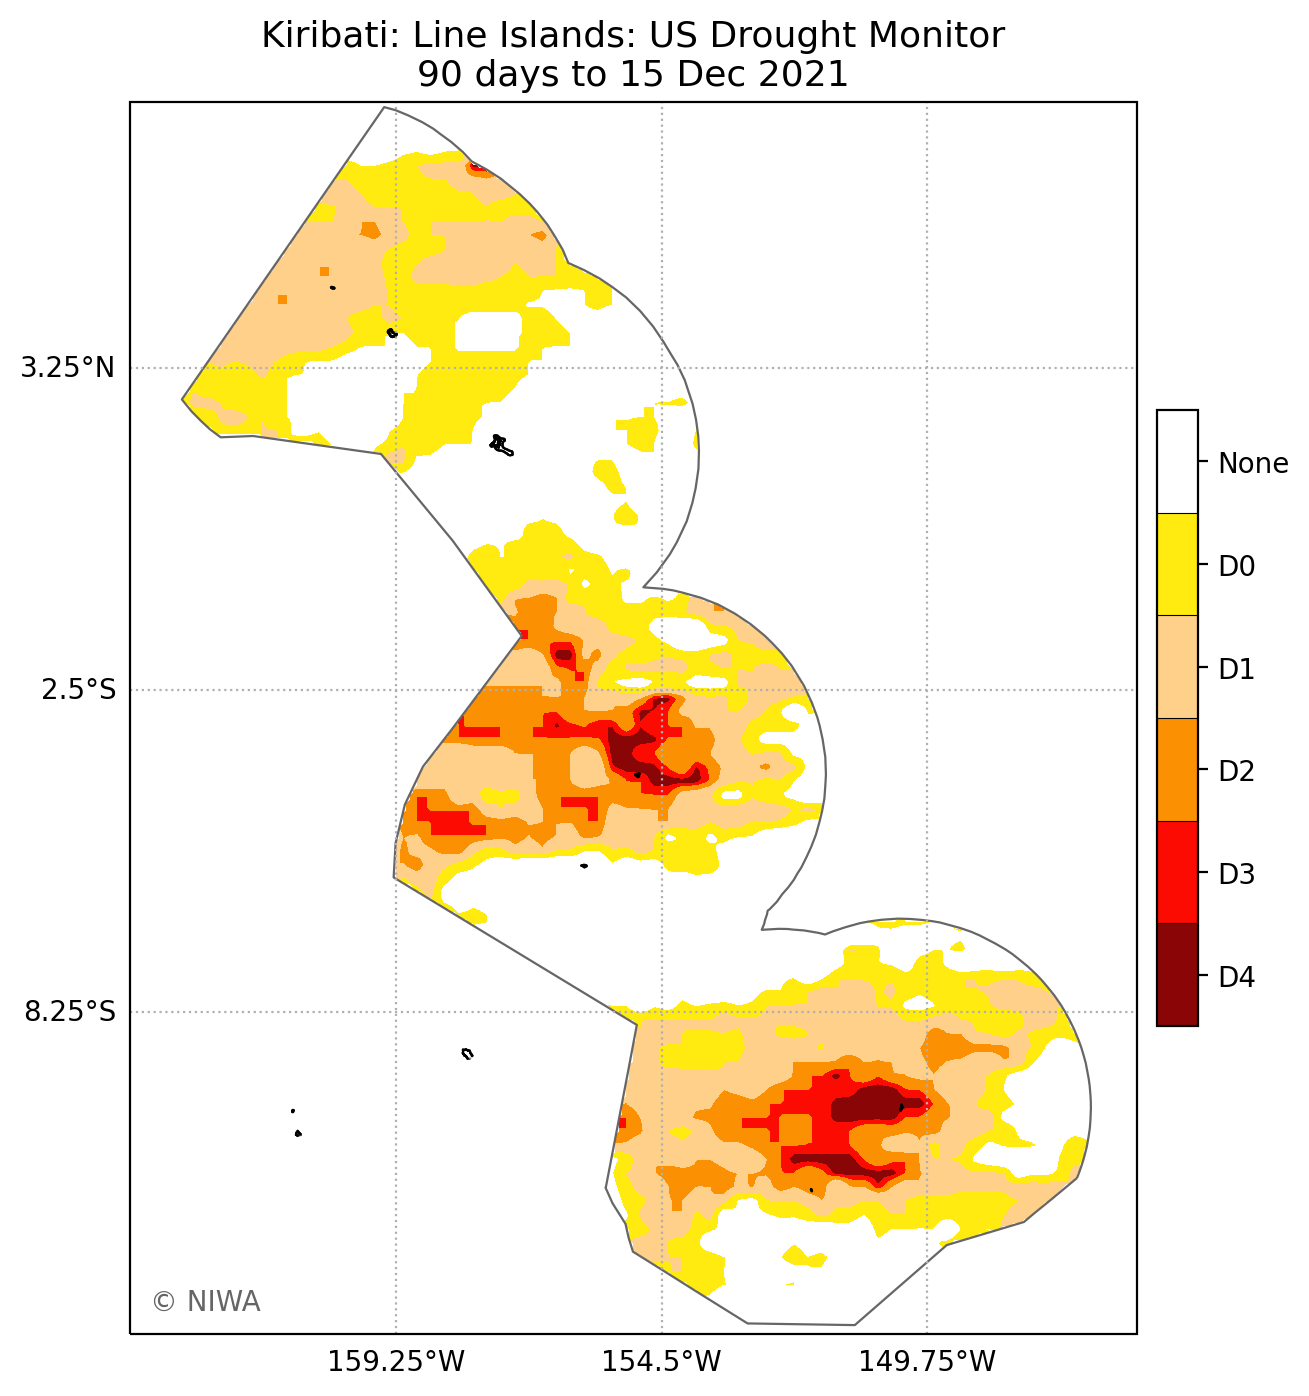 Kiribati: Line Islands: US Drought Monitor
90 days to 15 Dec 2021
3.25°N
2.5°S
8.25°S
159.25°W
154.5°W
149.75°W
None
D0
D1
D2
D3
D4
© NIWA